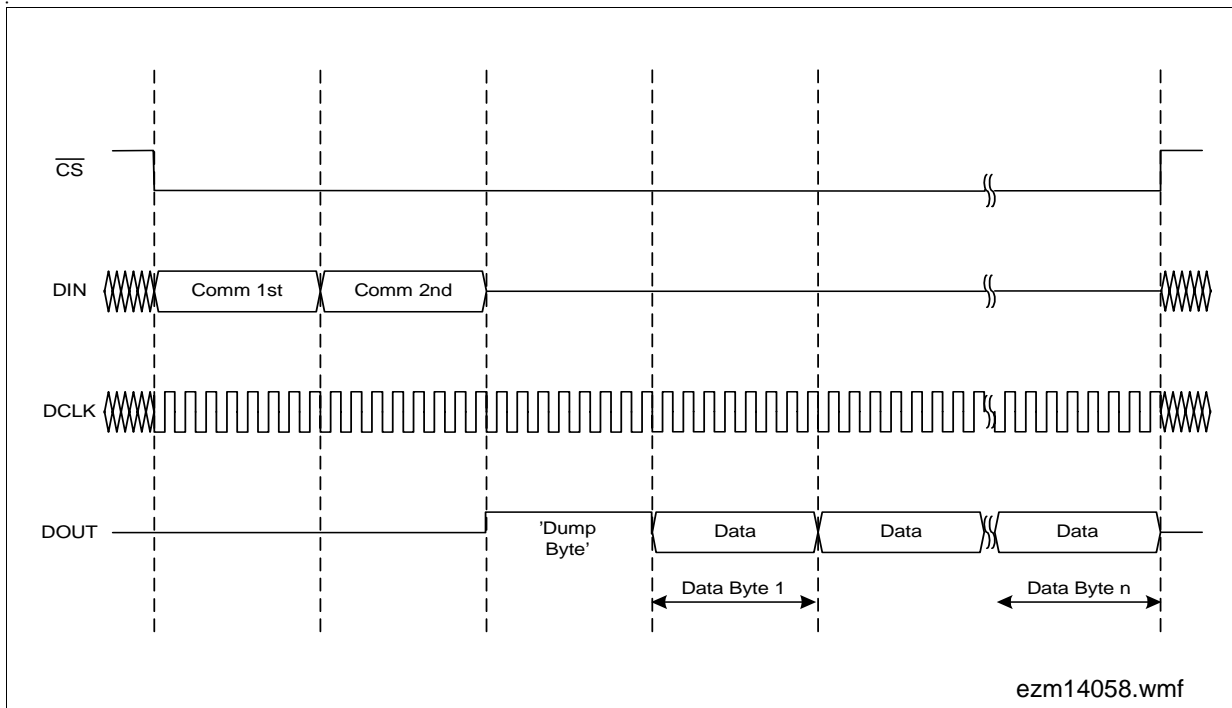 CS
DIN
Comm 1st
Comm 2nd
DCLK
DOUT
’Dump
Byte’
Data
Data
Data
Data Byte 1
Data Byte n
ezm14058.wmf